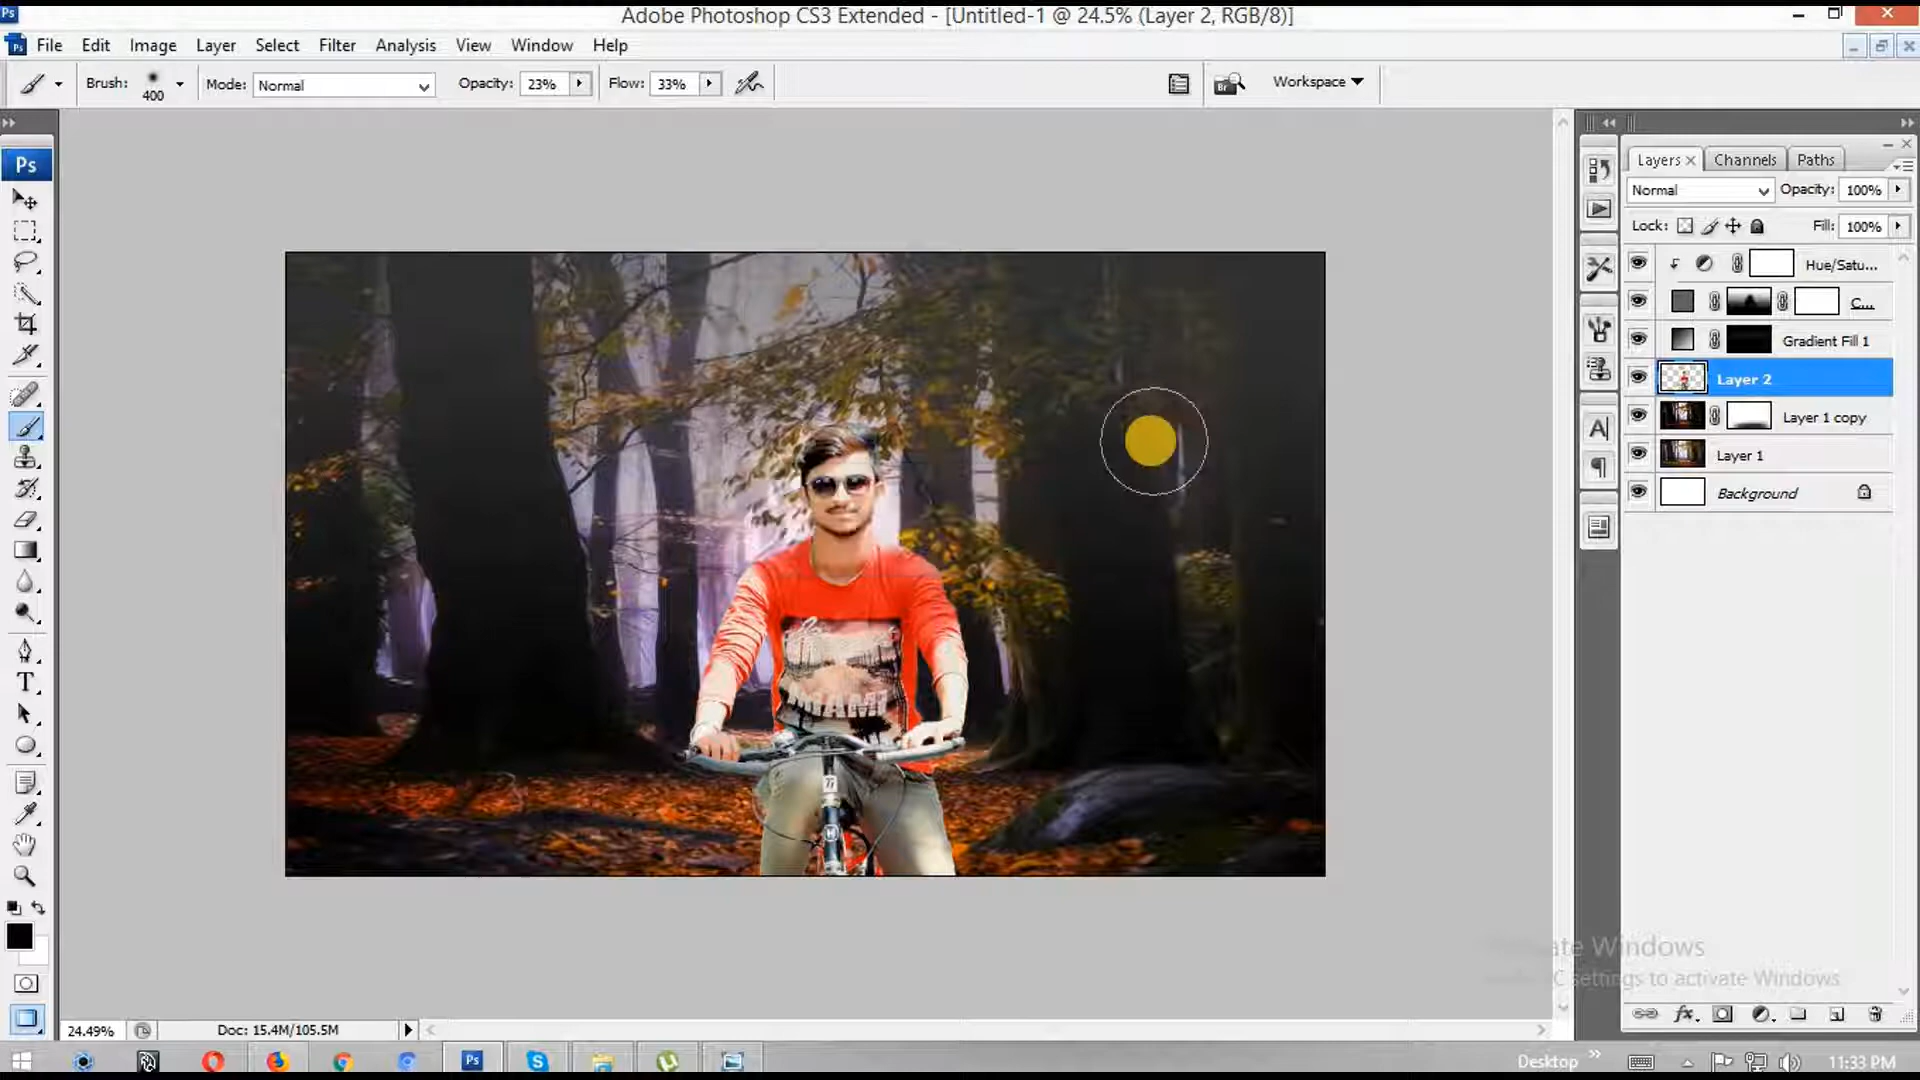 Adobe Photoshop CS3 Extended - [Untitled-1 @ 24.5% (Layer 2, RGB/8)]
File Edit Image Layer Select Filter Analysis View Window Help
Brush: 400 Mode: Normal Opacity: 23% Flow: 33% Workspace
Ps
Layers Channels Paths
Normal Opacity: 100%
Lock: Fill: 100%
Hue/Satu...
C...
Gradient Fill 1
Layer 2
Layer 1 copy
Layer 1
Background
ate Windows
C settings to activate Windows
24.49% Doc: 15.4M/105.5M
Desktop 11:33 PM